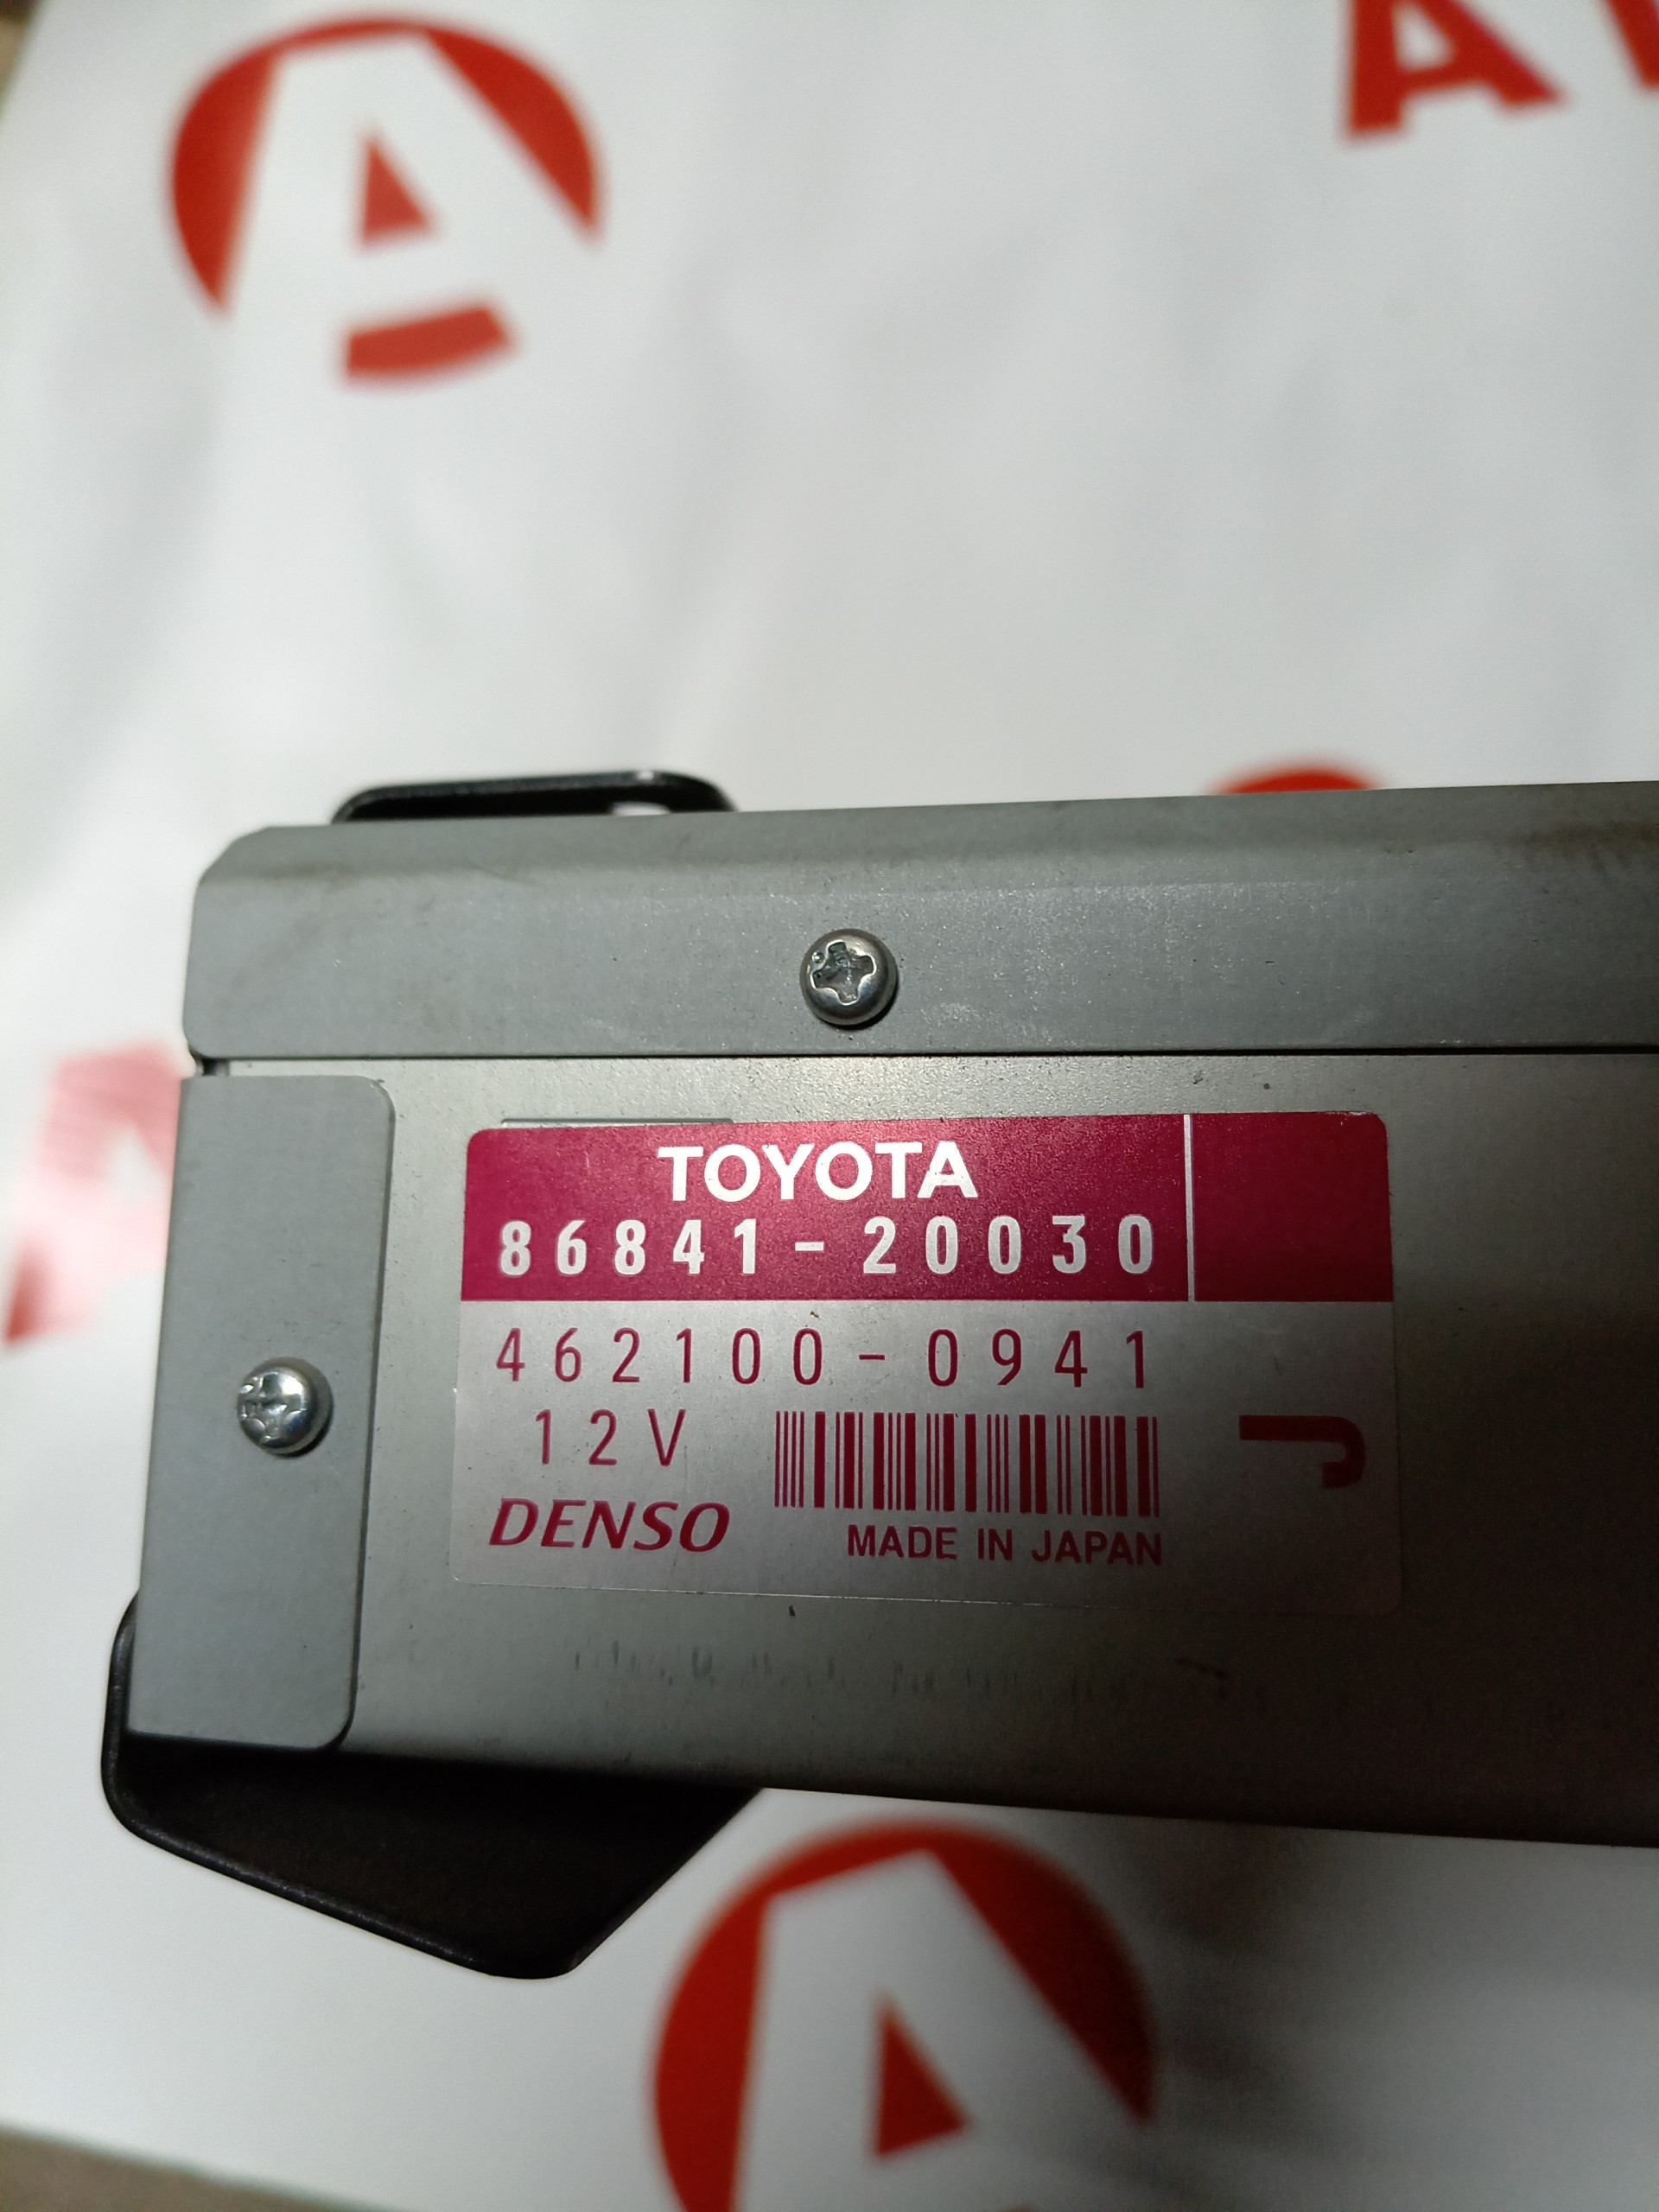 A
A
TOYOTA
86841-20030
462100-0941
12V
J
DENSO
MADE IN JAPAN
A
A